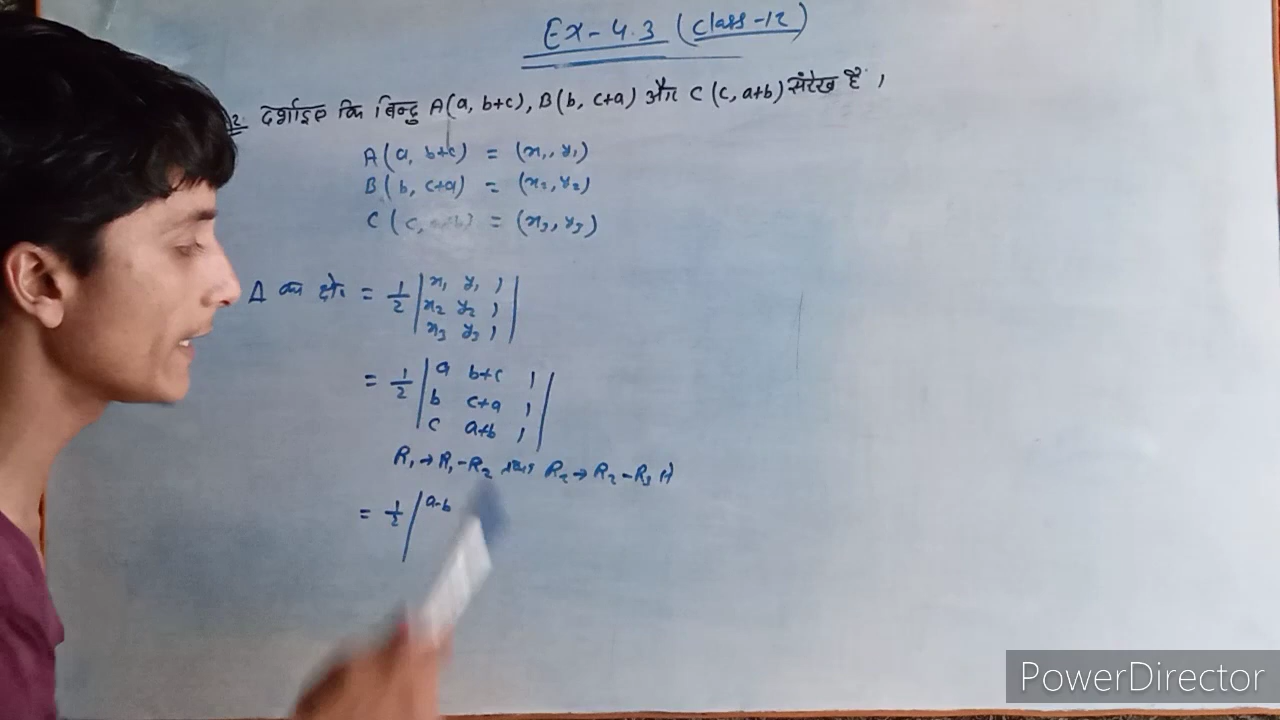 Ex-4.3 (Class-12)
2. दर्शाइए कि बिन्दु A(a, b+c), B(b, c+a) और C(c, a+b) संरेख है ,
A(a, b+c) = (x₁, y₁)
B(b, c+a) = (x₂, y₂)
C(c, a+b) = (x₃, y₃)
Δ का क्षे॰ = 1/2 | x₁ y₁ 1 |
x₂ y₂ 1
x₃ y₃ 1
= 1/2 | a b+c 1 |
b c+a 1
c a+b 1
R₁→R₁-R₂ तथा R₂→R₂-R₃ से
= 1/2 | a-b
PowerDirector